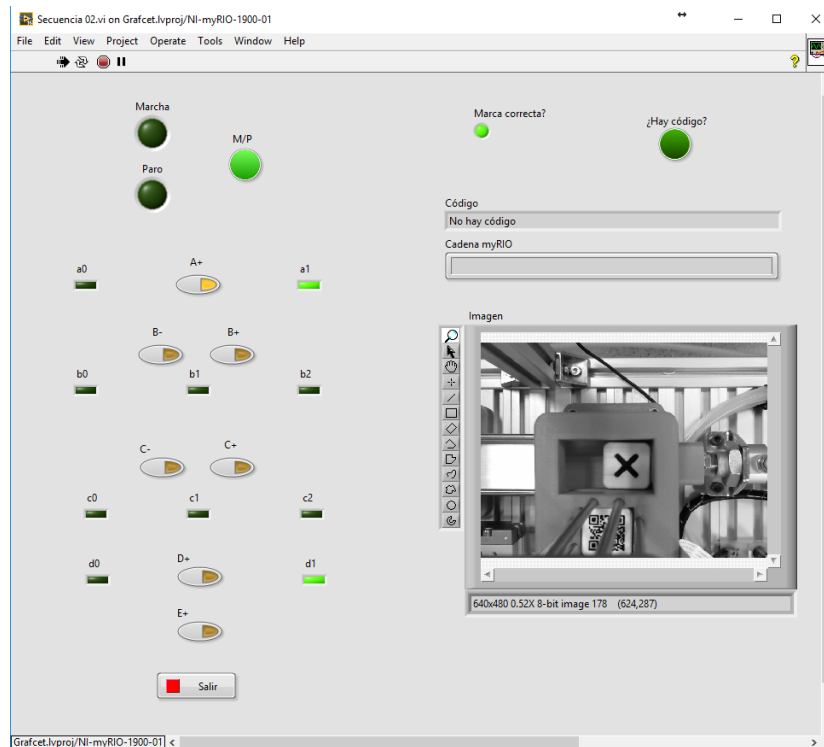 Secuencia 02.vi on Grafcet.lvproj/NI-myRIO-1900-01
File Edit View Project Operate Tools Window Help
Marcha
M/P
Paro
Marca correcta?
¿Hay código?
Código
No hay código
Cadena myRIO
a0 A+ a1
B- B+
b0 b1 b2
C- C+
c0 c1 c2
d0 D+ d1
E+
Salir
Imagen
640x480 0.52X 8-bit image 178 (624,287)
Grafcet.lvproj/NI-myRIO-1900-01